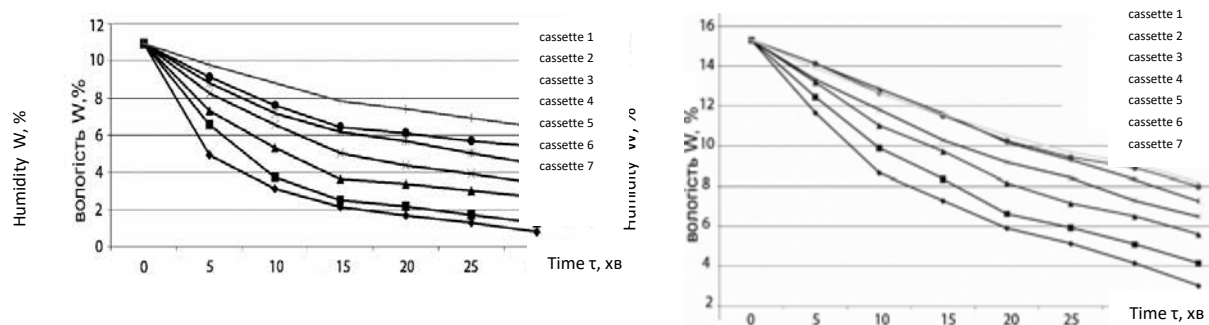 Humidity W, %
вологість W,%
12
10
8
6
4
2
0
0 5 10 15 20 25
Time τ, хв
cassette 1
cassette 2
cassette 3
cassette 4
cassette 5
cassette 6
cassette 7
Humidity W, %
вологість W, %
16
14
12
10
8
6
4
2
0 5 10 15 20 25
Time τ, хв
cassette 1
cassette 2
cassette 3
cassette 4
cassette 5
cassette 6
cassette 7